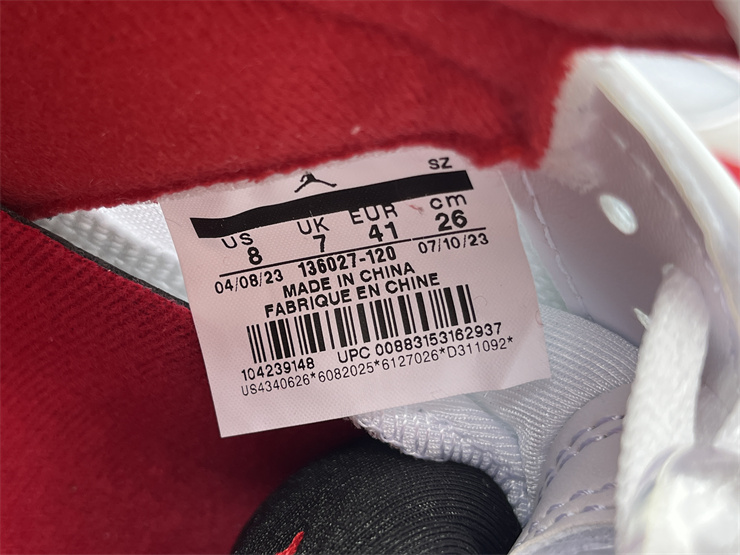 SZ
US UK EUR cm
8 7 41 26
04/08/23 136027-120 07/10/23
MADE IN CHINA
FABRIQUE EN CHINE
104239148 UPC 00883153162937
US4340626*6082025*6127026*D311092*